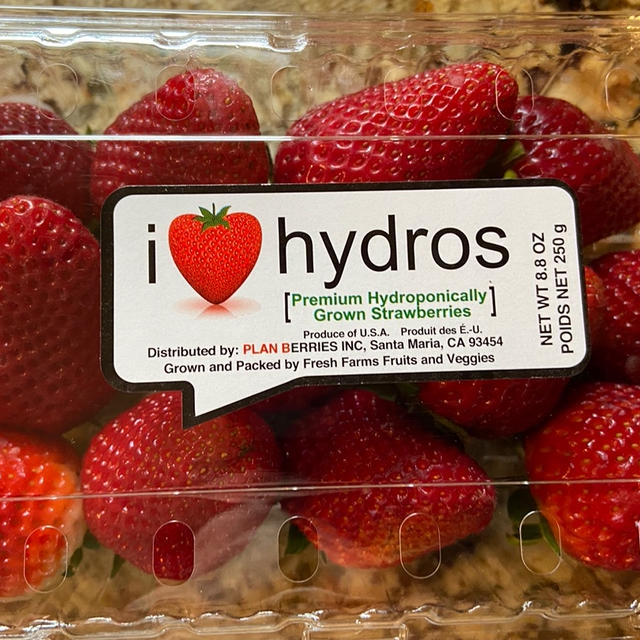 i hydros
[Premium Hydroponically
Grown Strawberries]
Produce of U.S.A. Produit des É.-U.
Distributed by: PLAN BERRIES INC, Santa Maria, CA 93454
Grown and Packed by Fresh Farms Fruits and Veggies
NET WT 8.8 OZ
POIDS NET 250 g